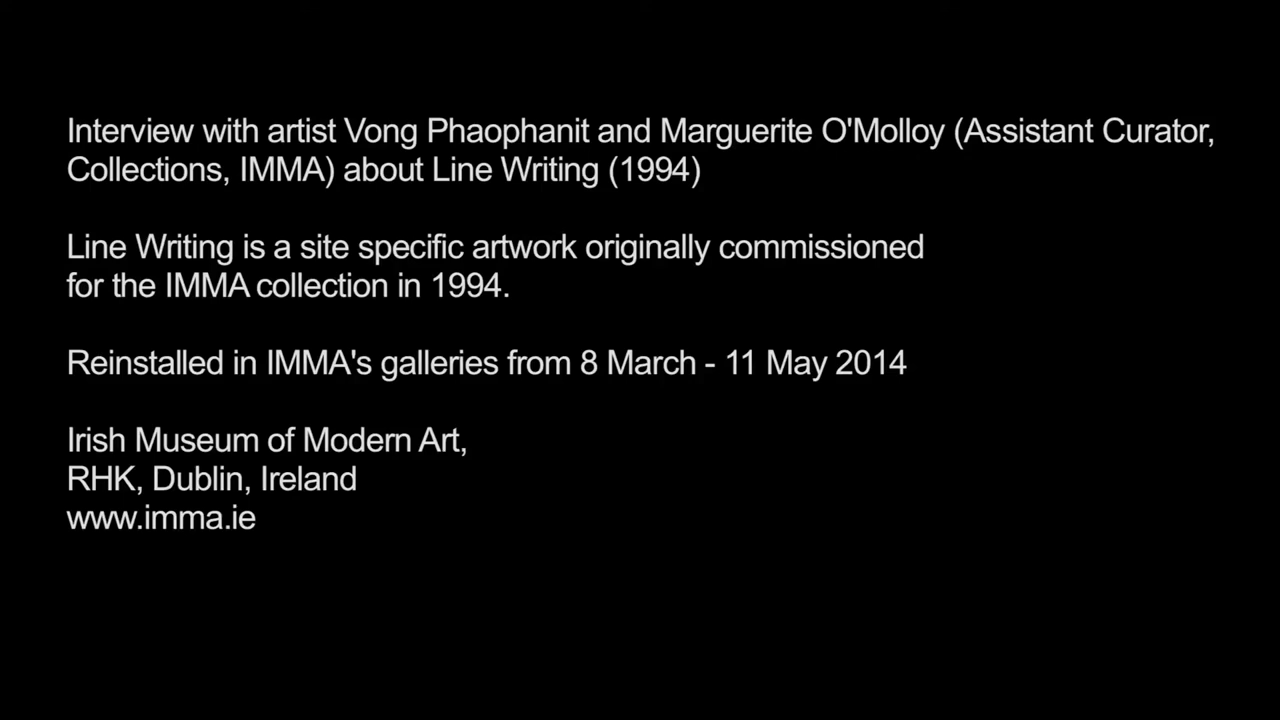 Interview with artist Vong Phaophanit and Marguerite O'Molloy (Assistant Curator,
Collections, IMMA) about Line Writing (1994)
Line Writing is a site specific artwork originally commissioned
for the IMMA collection in 1994.
Reinstalled in IMMA's galleries from 8 March - 11 May 2014
Irish Museum of Modern Art,
RHK, Dublin, Ireland
www.imma.ie